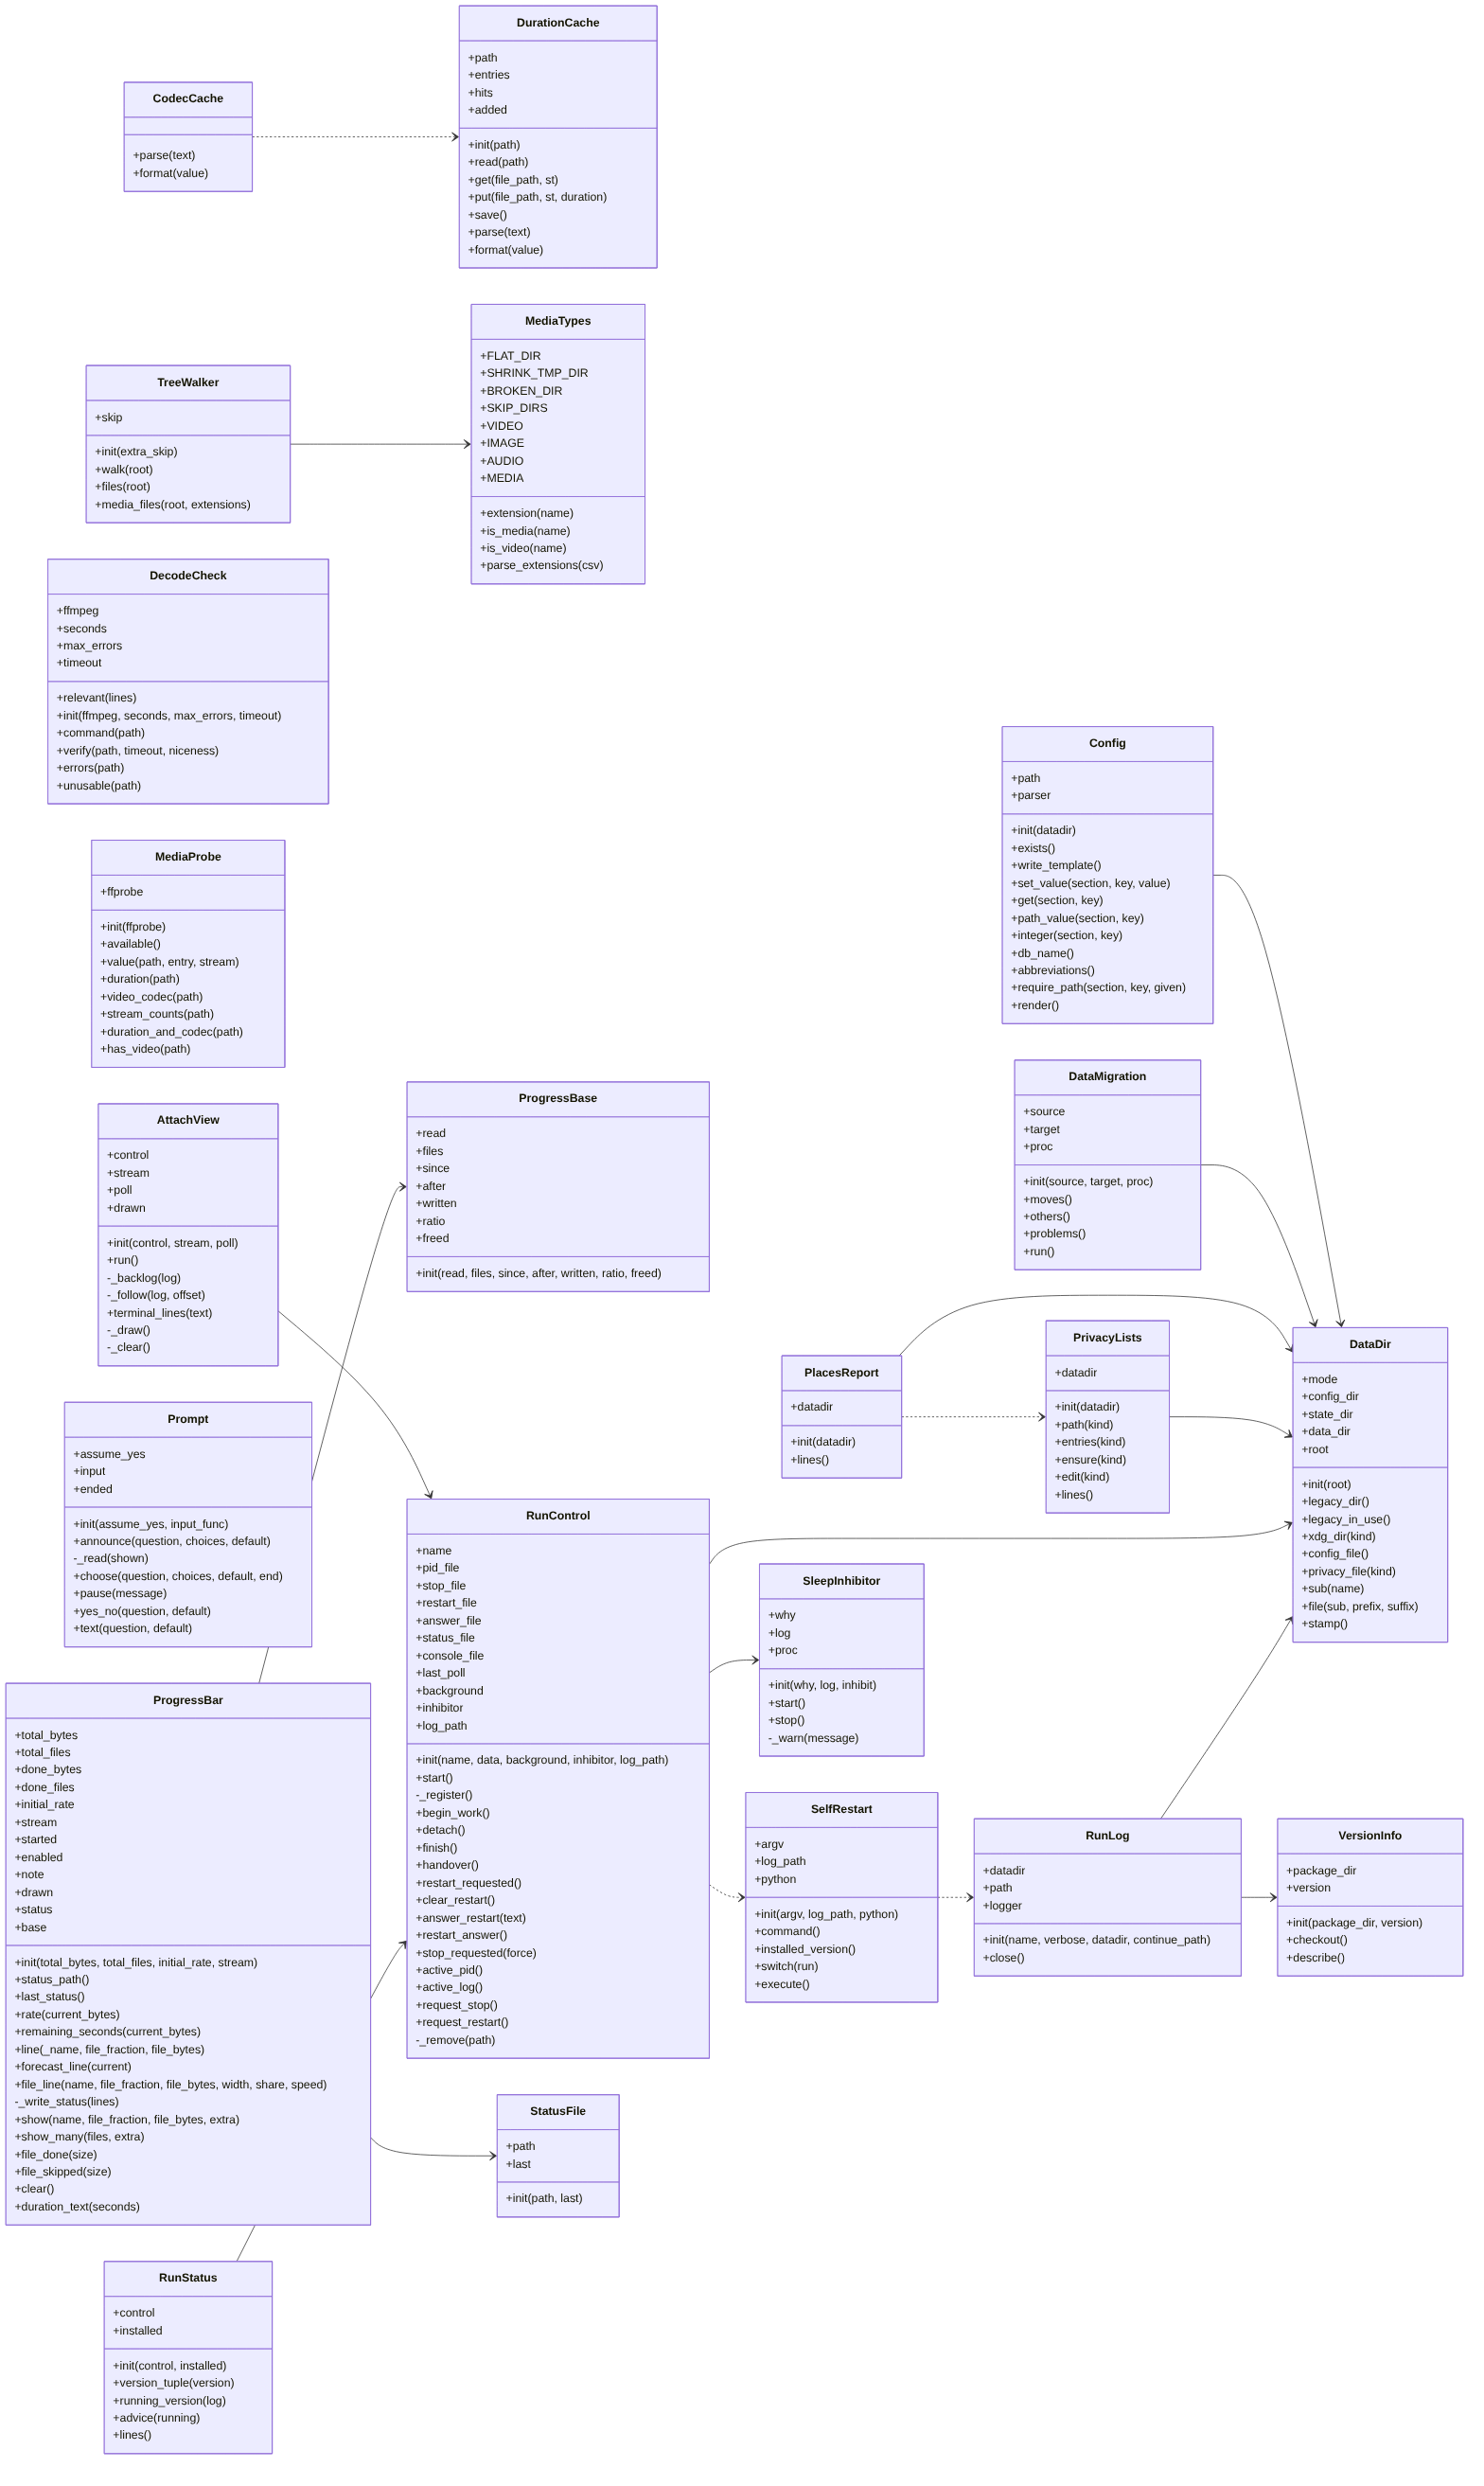 DurationCache
+path
+entries
+hits
+added
+init(path)
+read(path)
+get(file_path, st)
+put(file_path, st, duration)
+save()
+parse(text)
+format(value)
CodecCache
+parse(text)
+format(value)
MediaTypes
+FLAT_DIR
+SHRINK_TMP_DIR
+BROKEN_DIR
+SKIP_DIRS
+VIDEO
+IMAGE
+AUDIO
+MEDIA
+extension(name)
+is_media(name)
+is_video(name)
+parse_extensions(csv)
TreeWalker
+skip
+init(extra_skip)
+walk(root)
+files(root)
+media_files(root, extensions)
DecodeCheck
+ffmpeg
+seconds
+max_errors
+timeout
+relevant(lines)
+init(ffmpeg, seconds, max_errors, timeout)
+command(path)
+verify(path, timeout, niceness)
+errors(path)
+unusable(path)
Config
+path
+parser
+init(datadir)
+exists()
+write_template()
+set_value(section, key, value)
+get(section, key)
+path_value(section, key)
+integer(section, key)
+db_name()
+abbreviations()
+require_path(section, key, given)
+render()
MediaProbe
+ffprobe
+init(ffprobe)
+available()
+value(path, entry, stream)
+duration(path)
+video_codec(path)
+stream_counts(path)
+duration_and_codec(path)
+has_video(path)
DataMigration
+source
+target
+proc
+init(source, target, proc)
+moves()
+others()
+problems()
+run()
ProgressBase
+read
+files
+since
+after
+written
+ratio
+freed
+init(read, files, since, after, written, ratio, freed)
AttachView
+control
+stream
+poll
+drawn
+init(control, stream, poll)
+run()
-_backlog(log)
-_follow(log, offset)
+terminal_lines(text)
-_draw()
-_clear()
PrivacyLists
+datadir
+init(datadir)
+path(kind)
+entries(kind)
+ensure(kind)
+edit(kind)
+lines()
DataDir
+mode
+config_dir
+state_dir
+data_dir
+root
+init(root)
+legacy_dir()
+legacy_in_use()
+xdg_dir(kind)
+config_file()
+privacy_file(kind)
+sub(name)
+file(sub, prefix, suffix)
+stamp()
PlacesReport
+datadir
+init(datadir)
+lines()
Prompt
+assume_yes
+input
+ended
+init(assume_yes, input_func)
+announce(question, choices, default)
-_read(shown)
+choose(question, choices, default, end)
+pause(message)
+yes_no(question, default)
+text(question, default)
RunControl
+name
+pid_file
+stop_file
+restart_file
+answer_file
+status_file
+console_file
+last_poll
+background
+inhibitor
+log_path
+init(name, data, background, inhibitor, log_path)
+start()
-_register()
+begin_work()
+detach()
+finish()
+handover()
+restart_requested()
+clear_restart()
+answer_restart(text)
+restart_answer()
+stop_requested(force)
+active_pid()
+active_log()
+request_stop()
+request_restart()
-_remove(path)
SleepInhibitor
+why
+log
+proc
+init(why, log, inhibit)
+start()
+stop()
-_warn(message)
ProgressBar
+total_bytes
+total_files
+done_bytes
+done_files
+initial_rate
+stream
+started
+enabled
+note
+drawn
+status
+base
+init(total_bytes, total_files, initial_rate, stream)
+status_path()
+last_status()
+rate(current_bytes)
+remaining_seconds(current_bytes)
+line(_name, file_fraction, file_bytes)
+forecast_line(current)
+file_line(name, file_fraction, file_bytes, width, share, speed)
-_write_status(lines)
+show(name, file_fraction, file_bytes, extra)
+show_many(files, extra)
+file_done(size)
+file_skipped(size)
+clear()
+duration_text(seconds)
SelfRestart
+argv
+log_path
+python
+init(argv, log_path, python)
+command()
+installed_version()
+switch(run)
+execute()
RunLog
+datadir
+path
+logger
+init(name, verbose, datadir, continue_path)
+close()
VersionInfo
+package_dir
+version
+init(package_dir, version)
+checkout()
+describe()
StatusFile
+path
+last
+init(path, last)
RunStatus
+control
+installed
+init(control, installed)
+version_tuple(version)
+running_version(log)
+advice(running)
+lines()